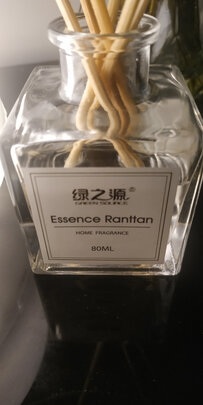 绿之源®
GREEN SOURCE
Essence Ranttan
HOME FRAGRANCE
80ML